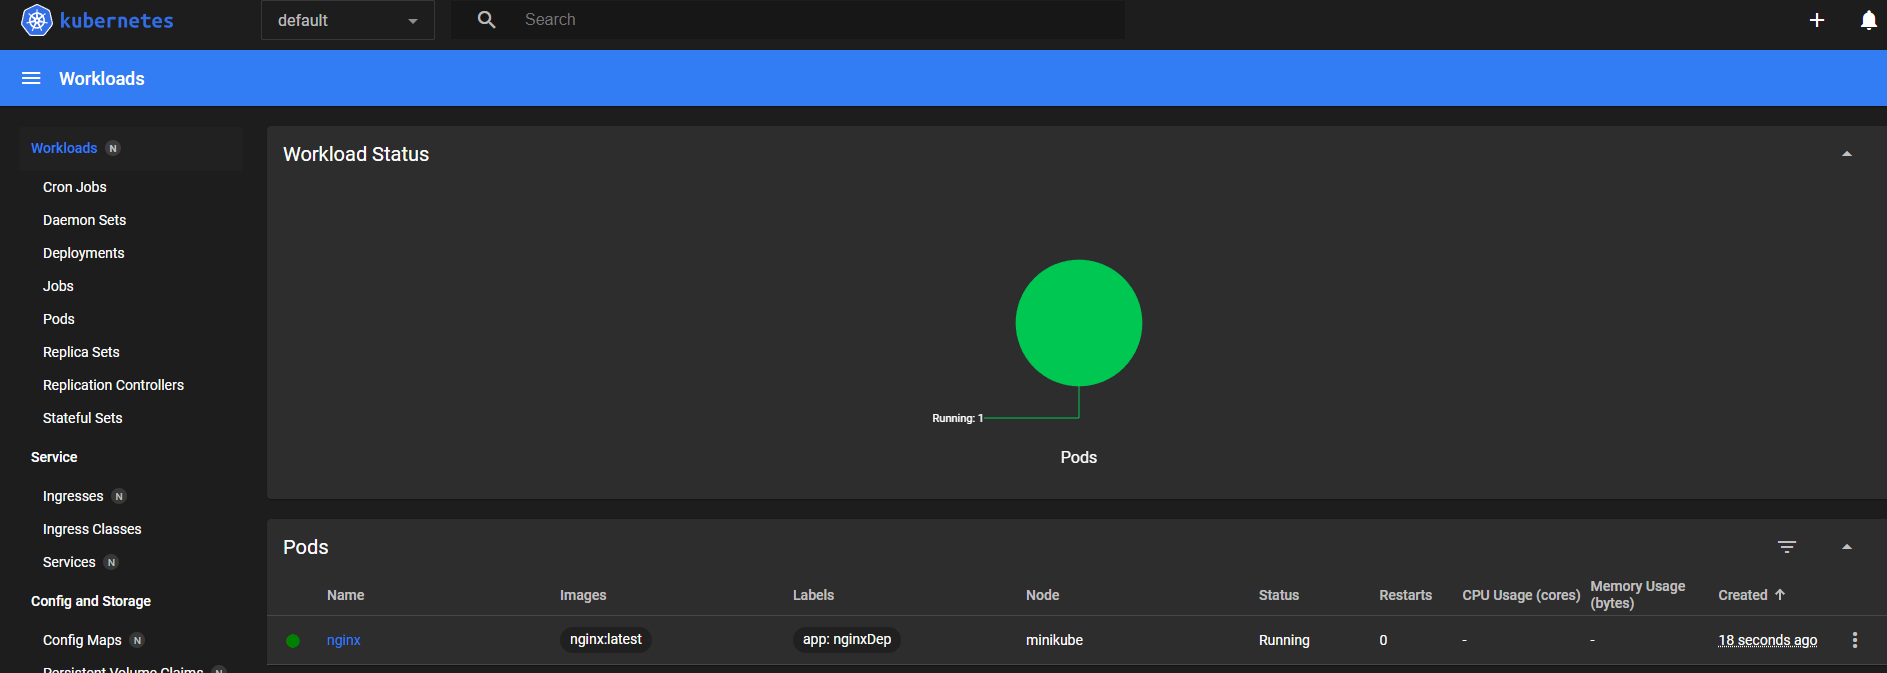 kubernetes
default
Search
Workloads
Workloads N
Cron Jobs
Daemon Sets
Deployments
Jobs
Pods
Replica Sets
Replication Controllers
Stateful Sets
Service
Ingresses N
Ingress Classes
Services N
Config and Storage
Config Maps N
Persistent Volume Claims N
Workload Status
Running: 1
Pods
Pods
Name Images Labels Node Status Restarts CPU Usage (cores) Memory Usage (bytes) Created
nginx nginx:latest app: nginxDep minikube Running 0 - - 18 seconds ago